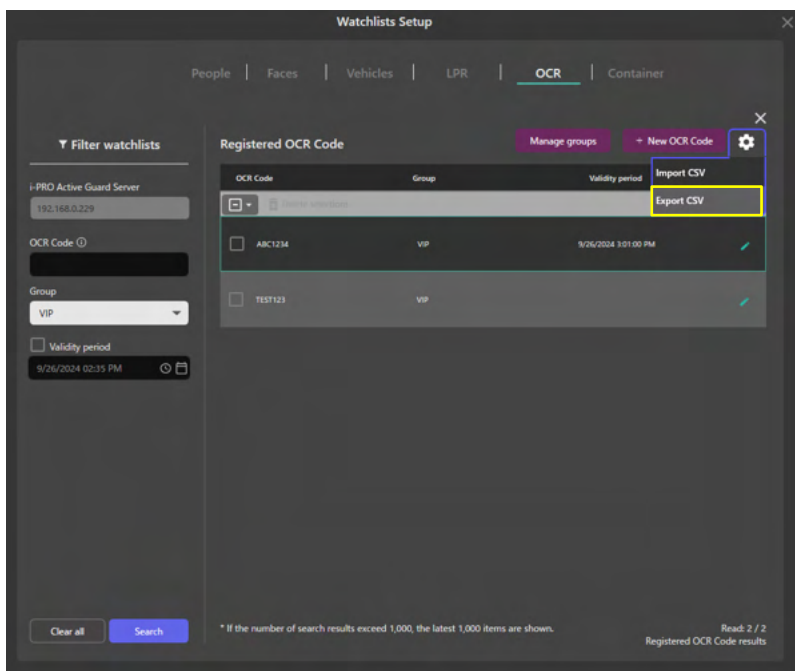 Watchlists Setup
People | Faces | Vehicles | LPR | OCR | Container
Filter watchlists
Registered OCR Code
Manage groups
+ New OCR Code
Import CSV
Export CSV
i-PRO Active Guard Server
192.168.0.229
OCR Code
Group
VIP
Validity period
9/26/2024 02:35 PM
OCR Code Group Validity period
Delete selections
ABC1234 VIP 9/26/2024 3:01:00 PM
TEST123 VIP
Clear all
Search
* If the number of search results exceed 1,000, the latest 1,000 items are shown.
Read: 2 / 2
Registered OCR Code results